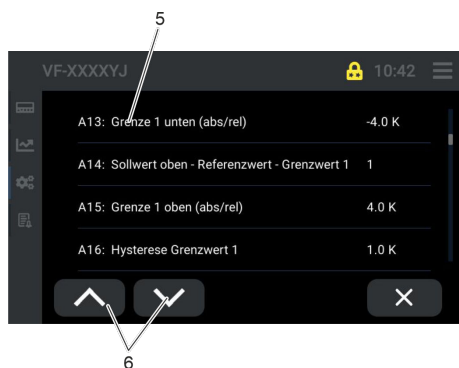 5
VF-XXXXYJ 10:42
A13: Grenze 1 unten (abs/rel) -4.0 K
A14: Sollwert oben - Referenzwert - Grenzwert 1 1
A15: Grenze 1 oben (abs/rel) 4.0 K
A16: Hysterese Grenzwert 1 1.0 K
6